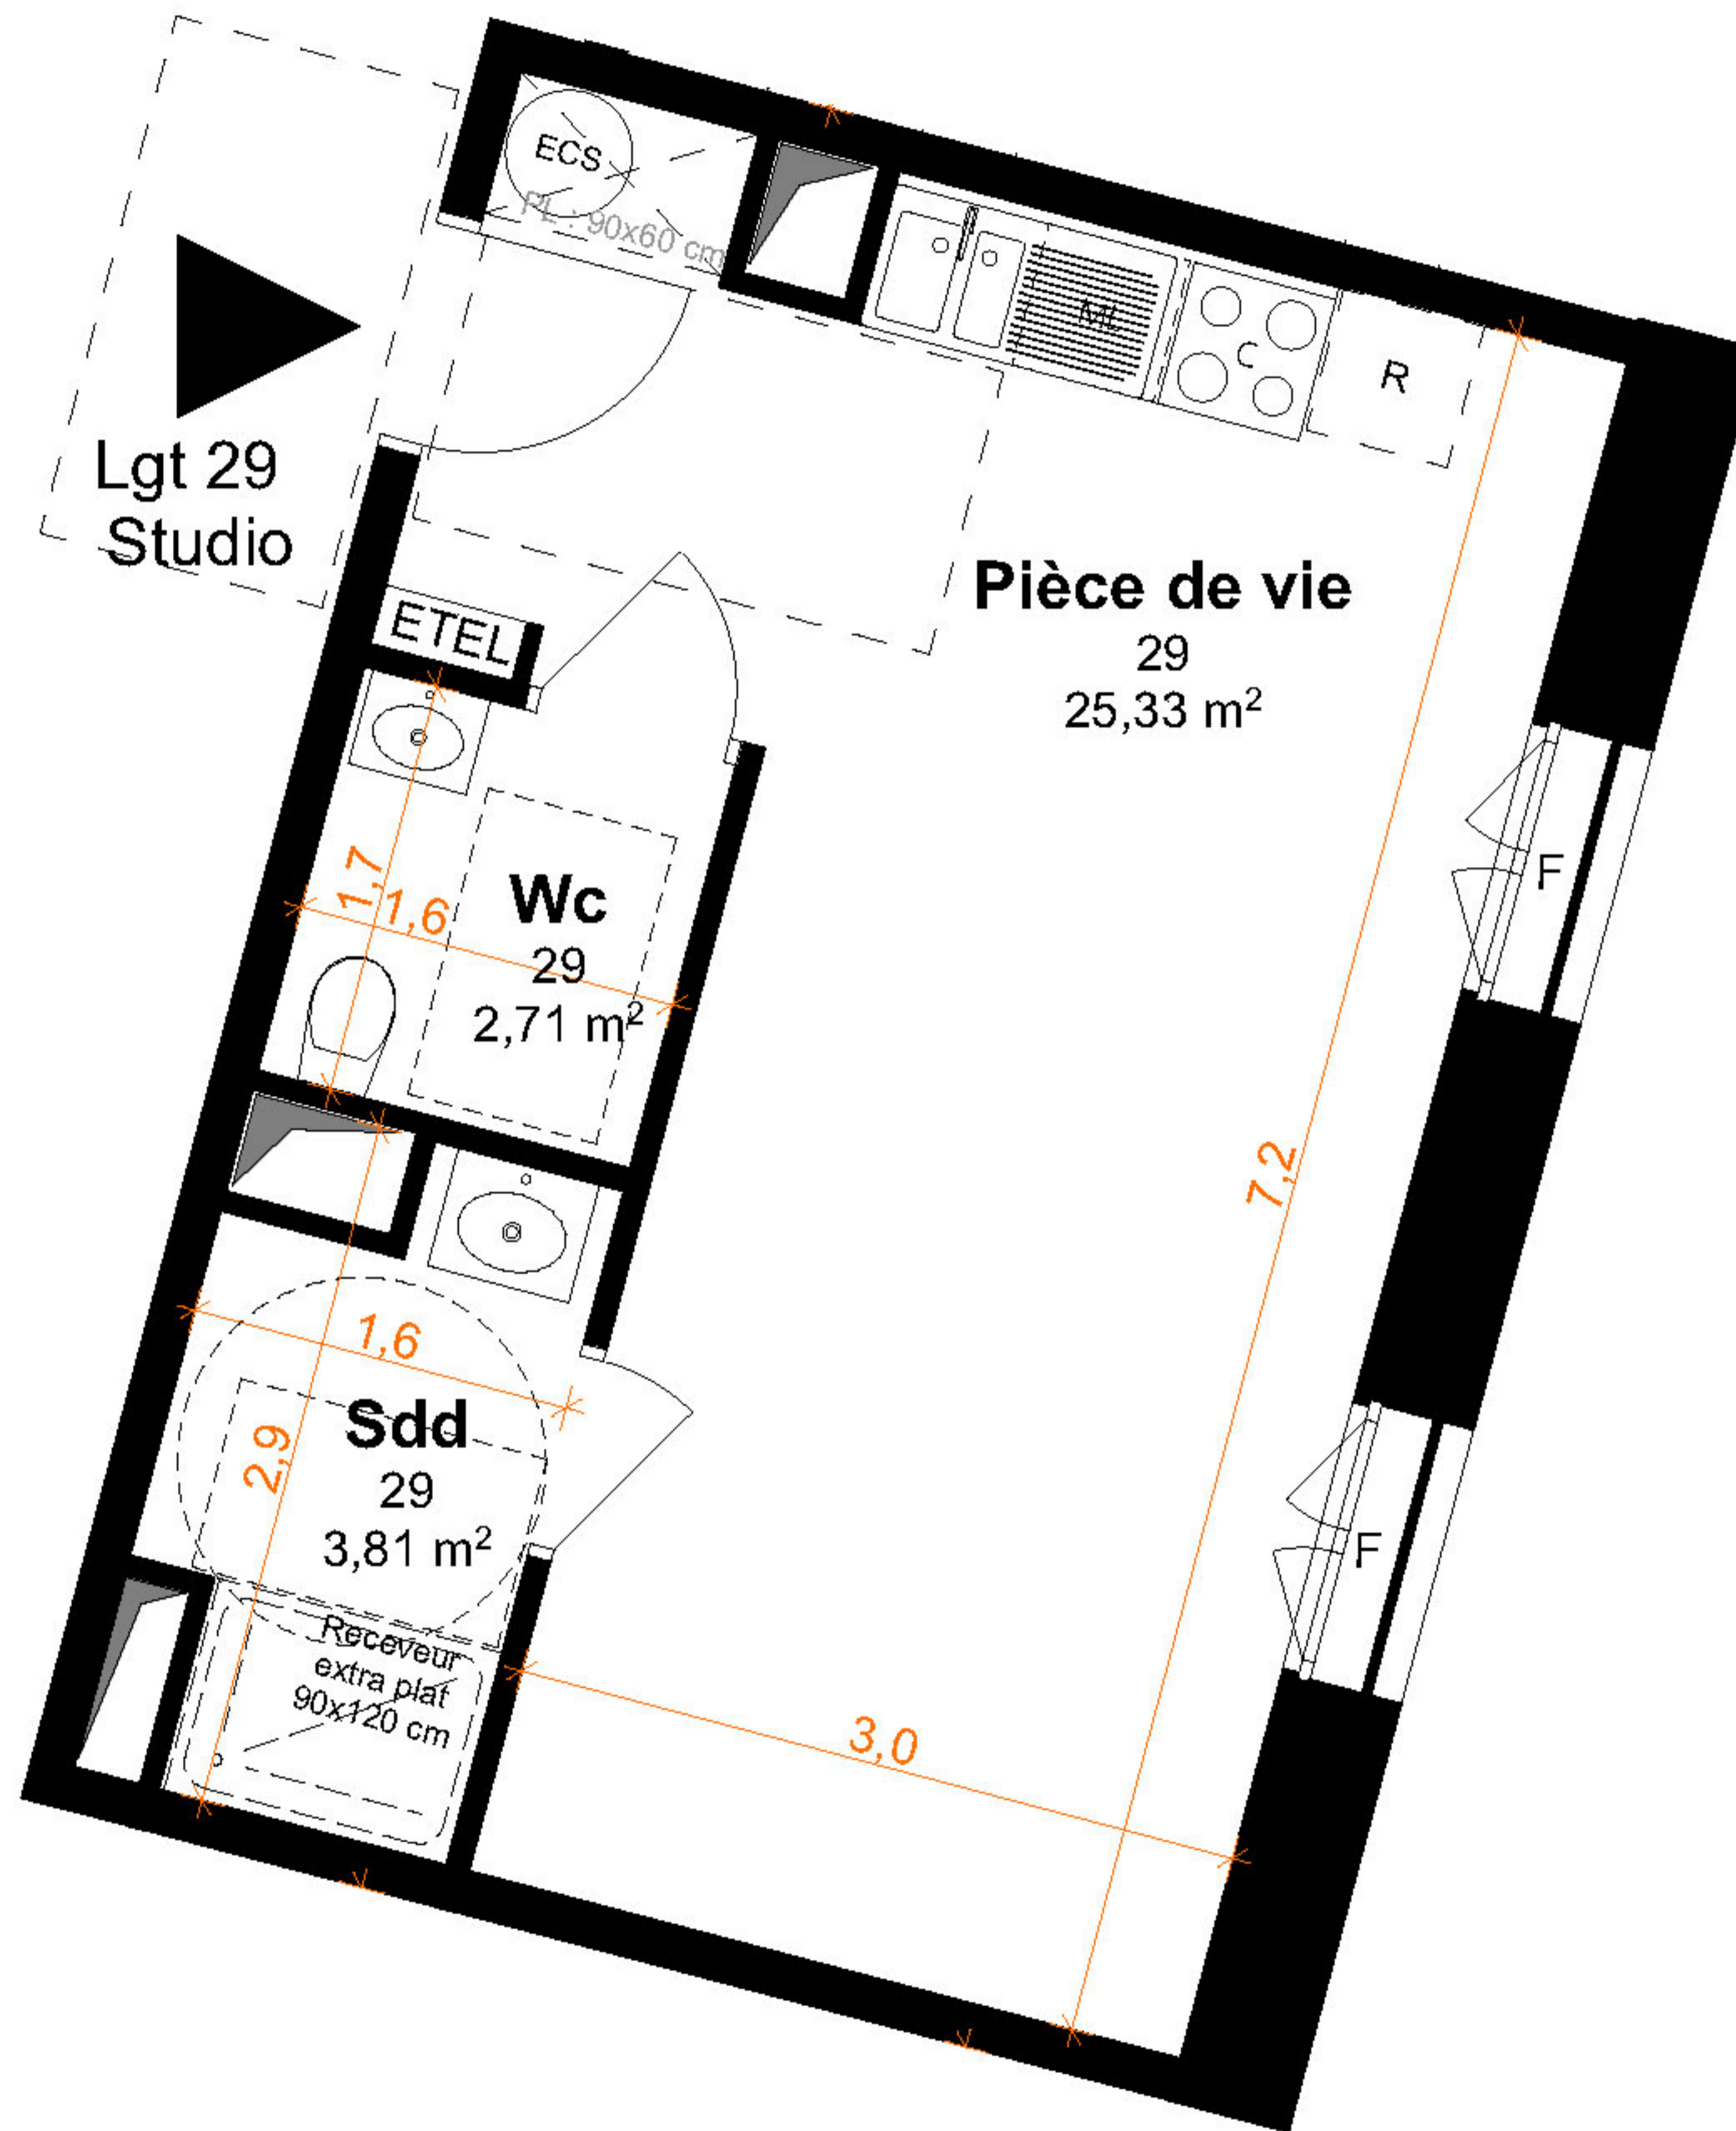 ECS
PL : 90x60 cm
ML
C
R
Lgt 29
Studio
ETEL
Pièce de vie
29
25,33 m²
F
1,7
1,6
Wc
29
2,71 m²
7,2
1,6
Sdd
29
3,81 m²
2,9
F
Receveur
extra plat
90x120 cm
3,0